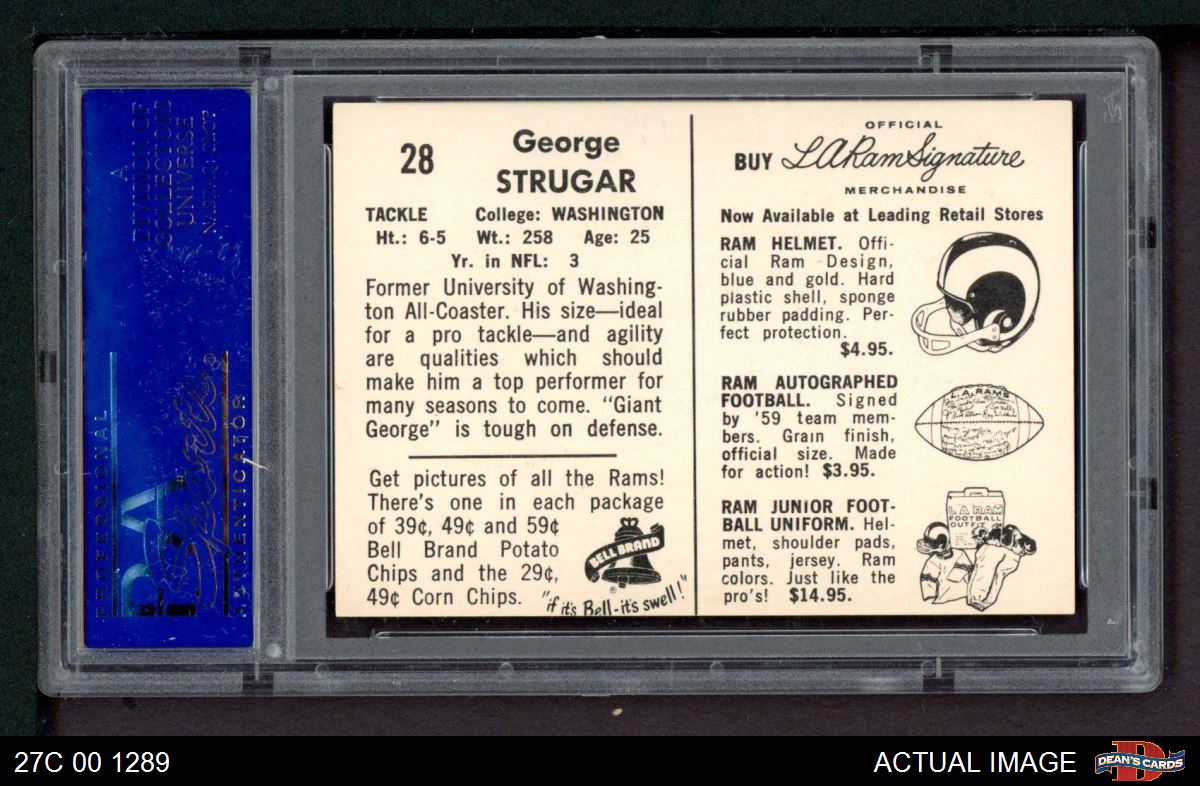 28
George
STRUGAR
TACKLE College: WASHINGTON
Ht.: 6-5 Wt.: 258 Age: 25
Yr. in NFL: 3
Former University of Washing-
ton All-Coaster. His size—ideal
for a pro tackle—and agility
are qualities which should
make him a top performer for
many seasons to come. "Giant
George" is tough on defense.
Get pictures of all the Rams!
There's one in each package
of 39¢, 49¢ and 59¢
Bell Brand Potato
Chips and the 29¢,
49¢ Corn Chips.
BELL BRAND
®
"if it's Bell-it's swell!"
OFFICIAL
BUY LA Ram Signature
MERCHANDISE
Now Available at Leading Retail Stores
RAM HELMET. Offi-
cial Ram Design,
blue and gold. Hard
plastic shell, sponge
rubber padding. Per-
fect protection.
$4.95.
RAM AUTOGRAPHED
FOOTBALL. Signed
by '59 team mem-
bers. Grain finish,
official size. Made
for action! $3.95.
L.A. RAMS
RAM JUNIOR FOOT-
BALL UNIFORM. Hel-
met, shoulder pads,
pants, jersey. Ram
colors. Just like the
pro's! $14.95.
L A RAM
FOOTBALL
OUTFIT
A
DIVISION OF
COLLECTORS
UNIVERSE
NASDAQ: CLCT
PROFESSIONAL
PSA
Sports
AUTHENTICATOR
27C 00 1289
ACTUAL IMAGE
D
DEAN'S CARDS